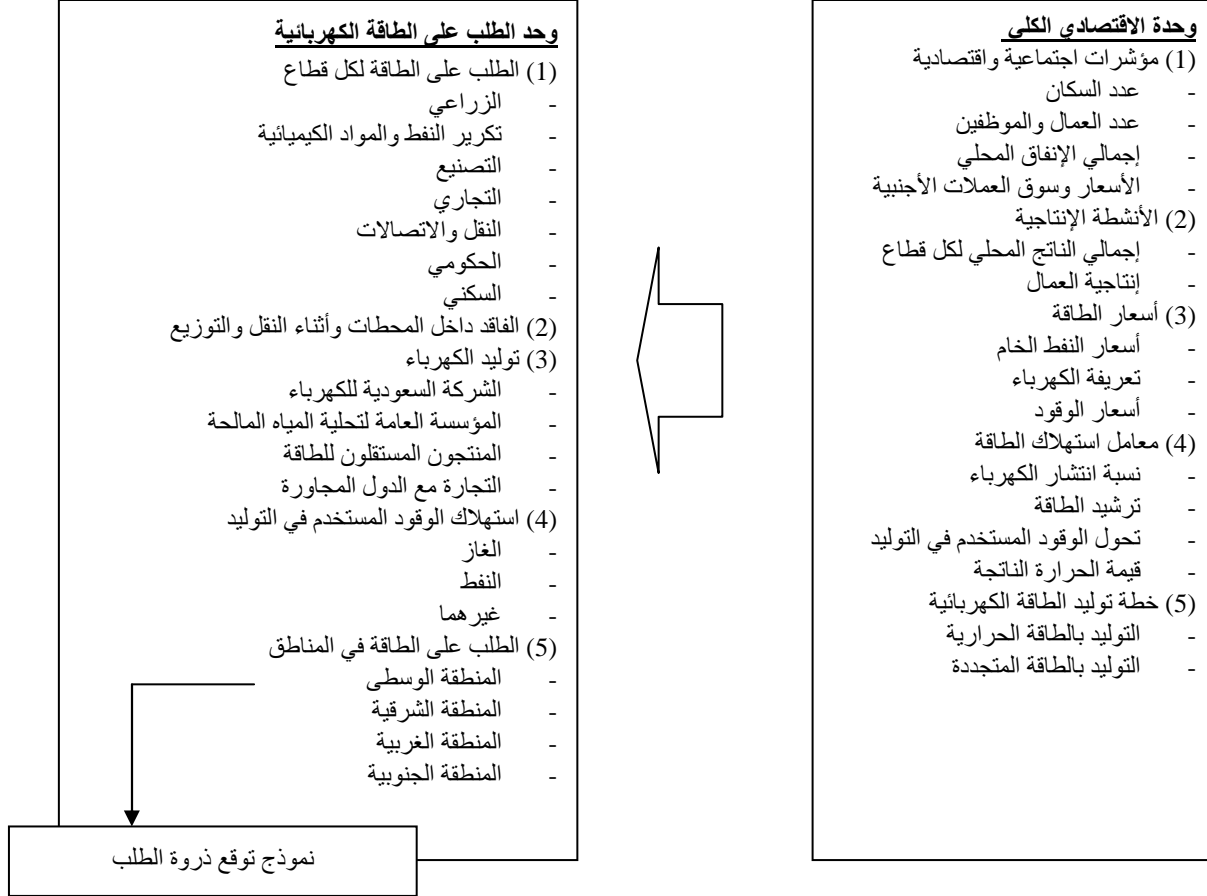 وحدة الاقتصادي الكلي
(1) مؤشرات اجتماعية واقتصادية
- عدد السكان
- عدد العمال والموظفين
- إجمالي الإنفاق المحلي
- الأسعار وسوق العملات الأجنبية
(2) الأنشطة الإنتاجية
- إجمالي الناتج المحلي لكل قطاع
- إنتاجية العمال
(3) أسعار الطاقة
- أسعار النفط الخام
- تعريفة الكهرباء
- أسعار الوقود
(4) معامل استهلاك الطاقة
- نسبة انتشار الكهرباء
- ترشيد الطاقة
- تحول الوقود المستخدم في التوليد
- قيمة الحرارة الناتجة
(5) خطة توليد الطاقة الكهربائية
- التوليد بالطاقة الحرارية
- التوليد بالطاقة المتجددة
وحد الطلب على الطاقة الكهربائية
(1) الطلب على الطاقة لكل قطاع
- الزراعي
- تكرير النفط والمواد الكيميائية
- التصنيع
- التجاري
- النقل والاتصالات
- الحكومي
- السكني
(2) الفاقد داخل المحطات وأثناء النقل والتوزيع
(3) توليد الكهرباء
- الشركة السعودية للكهرباء
- المؤسسة العامة لتحلية المياه المالحة
- المنتجون المستقلون للطاقة
- التجارة مع الدول المجاورة
(4) استهلاك الوقود المستخدم في التوليد
- الغاز
- النفط
- غيرهما
(5) الطلب على الطاقة في المناطق
- المنطقة الوسطى
- المنطقة الشرقية
- المنطقة الغربية
- المنطقة الجنوبية
نموذج توقع ذروة الطلب